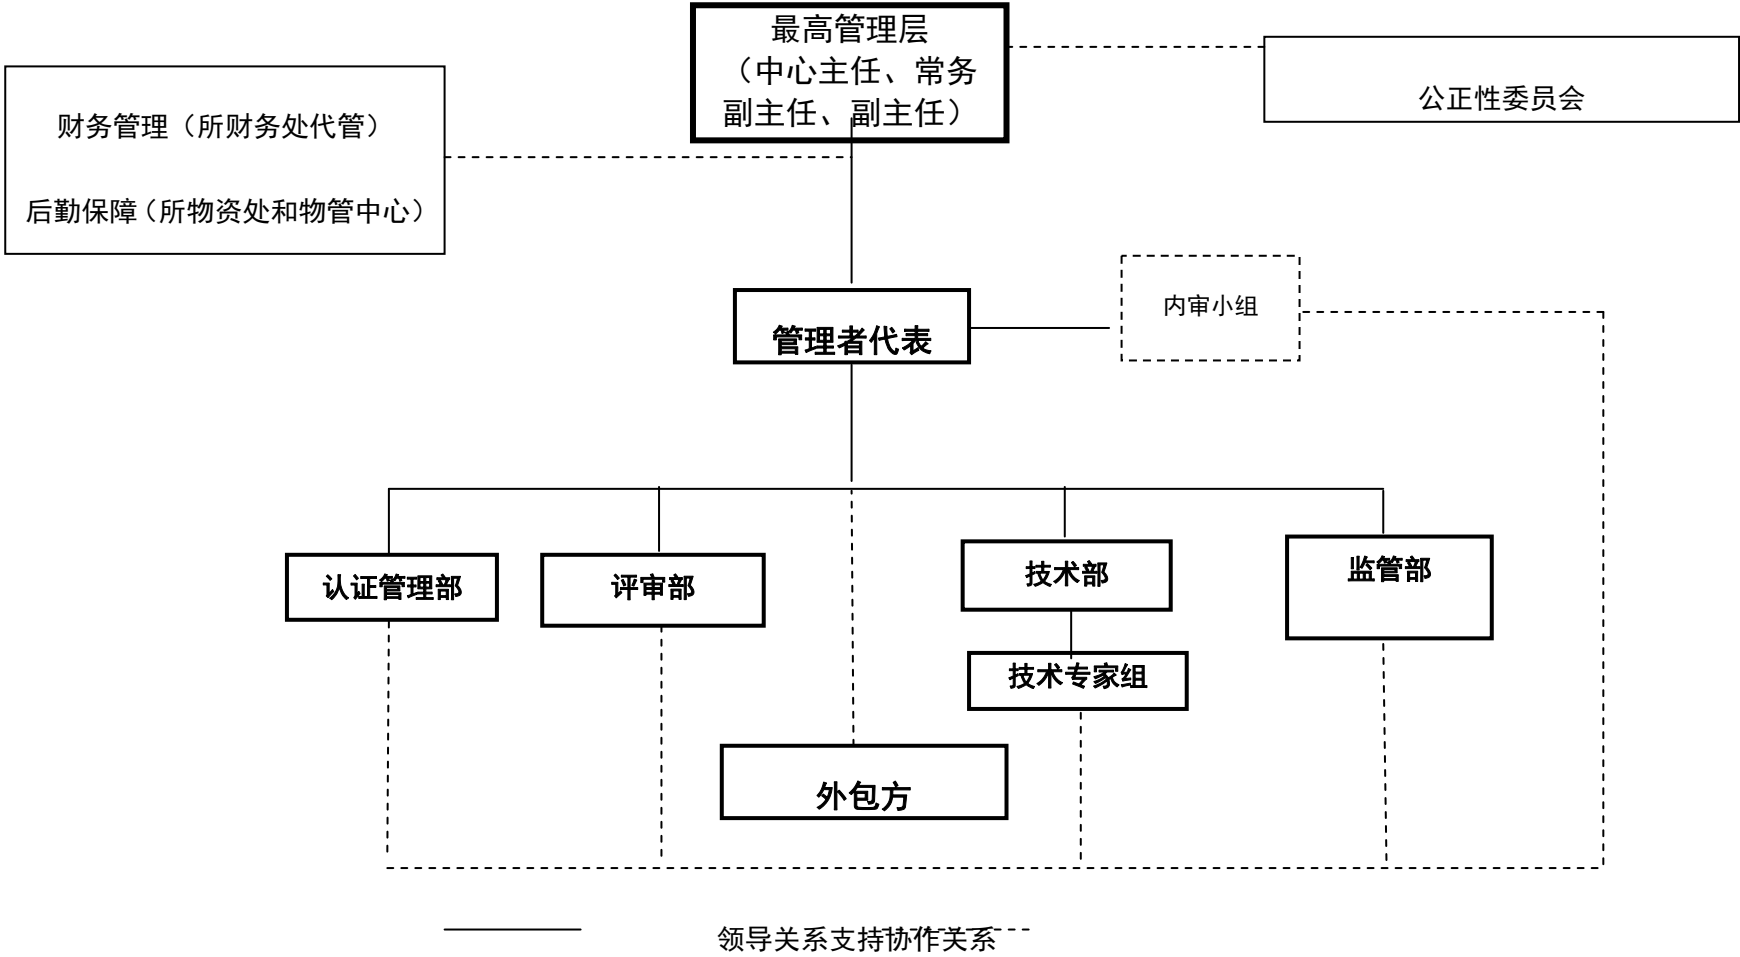 最高管理层
（中心主任、常务
副主任、副主任）
公正性委员会
财务管理（所财务处代管）
后勤保障（所物资处和物管中心）
内审小组
管理者代表
认证管理部
评审部
技术部
监管部
技术专家组
外包方
领导关系支持协作关系